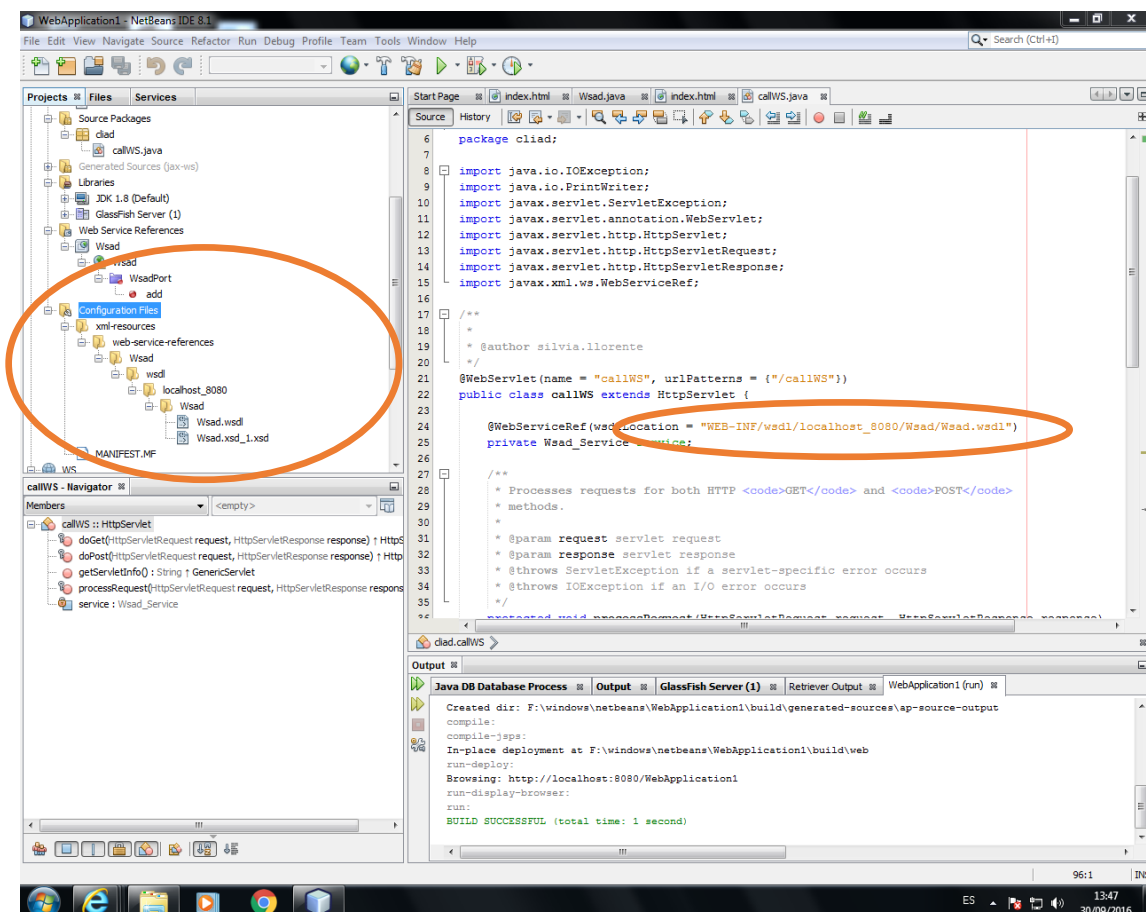 WebApplication1 - NetBeans IDE 8.1
File Edit View Navigate Source Refactor Run Debug Profile Team Tools Window Help
Search (Ctrl+I)
Projects Files Services
Source Packages
cliad
callWS.java
Generated Sources (jax-ws)
Libraries
JDK 1.8 (Default)
GlassFish Server (1)
Web Service References
Wsad
Wsad
WsadPort
add
Configuration Files
xml-resources
web-service-references
Wsad
wsdl
localhost_8080
Wsad
Wsad.wsdl
Wsad.xsd_1.xsd
MANIFEST.MF
WS
callWS - Navigator
Members <empty>
callWS :: HttpServlet
doGet(HttpServletRequest request, HttpServletResponse response) ↑ HttpS
doPost(HttpServletRequest request, HttpServletResponse response) ↑ Http
getServletInfo() : String ↑ GenericServlet
processRequest(HttpServletRequest request, HttpServletResponse respons
service : Wsad_Service
Start Page index.html Wsad.java index.html callWS.java
Source History
6 package cliad;
7
8 import java.io.IOException;
9 import java.io.PrintWriter;
10 import javax.servlet.ServletException;
11 import javax.servlet.annotation.WebServlet;
12 import javax.servlet.http.HttpServlet;
13 import javax.servlet.http.HttpServletRequest;
14 import javax.servlet.http.HttpServletResponse;
15 import javax.xml.ws.WebServiceRef;
16
17 /**
18 *
19 * @author silvia.llorente
20 */
21 @WebServlet(name = "callWS", urlPatterns = {"/callWS"})
22 public class callWS extends HttpServlet {
23
24 @WebServiceRef(wsdlLocation = "WEB-INF/wsdl/localhost_8080/Wsad/Wsad.wsdl")
25 private Wsad_Service service;
26
27 /**
28 * Processes requests for both HTTP <code>GET</code> and <code>POST</code>
29 * methods.
30 *
31 * @param request servlet request
32 * @param response servlet response
33 * @throws ServletException if a servlet-specific error occurs
34 * @throws IOException if an I/O error occurs
35 */
36 protected void processRequest(HttpServletRequest request, HttpServletResponse response)
cliad.callWS
Output
Java DB Database Process Output GlassFish Server (1) Retriever Output WebApplication1 (run)
Created dir: F:\windows\netbeans\WebApplication1\build\generated-sources\ap-source-output
compile:
compile-jsps:
In-place deployment at F:\windows\netbeans\WebApplication1\build\web
run-deploy:
Browsing: http://localhost:8080/WebApplication1
run-display-browser:
run:
BUILD SUCCESSFUL (total time: 1 second)
96:1 INS
ES 13:47
30/09/2016